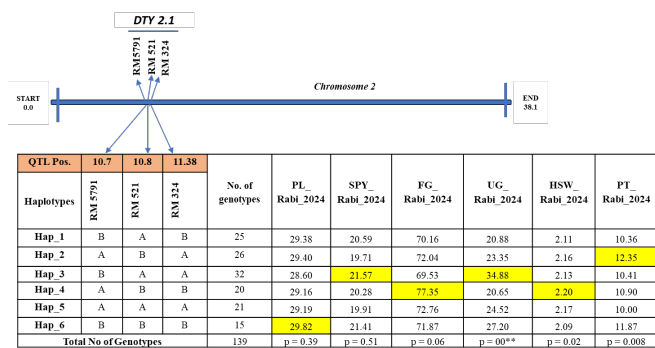 DTY 2.1
RM 5791
RM 521
RM 324
Chromosome 2
START
0.0
END
38.1
QTL Pos. 10.7 10.8 11.38 No. of genotypes PL_ Rabi_2024 SPY_ Rabi_2024 FG_ Rabi_2024 UG_ Rabi_2024 HSW_ Rabi_2024 PT_ Rabi_2024
Haplotypes RM 5791 RM 521 RM 324
Hap_1 B A B 25 29.38 20.59 70.16 20.88 2.11 10.36
Hap_2 A B A 26 29.40 19.71 72.04 23.35 2.16 12.35
Hap_3 B A A 32 28.60 21.57 69.53 34.88 2.13 10.41
Hap_4 A B B 20 29.16 20.28 77.35 20.65 2.20 10.90
Hap_5 A A A 21 29.19 19.91 72.76 24.52 2.17 10.00
Hap_6 B B B 15 29.82 21.41 71.87 27.20 2.09 11.87
Total No of Genotypes 139 p = 0.39 p = 0.51 p = 0.06 p = 00** p = 0.02 p = 0.008